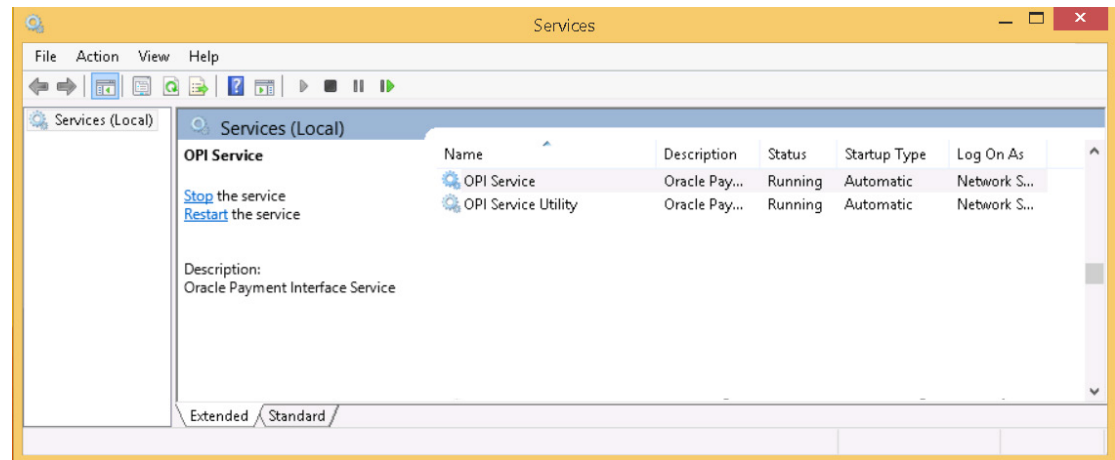 Services
File Action View Help
Services (Local)
Services (Local)
OPI Service
Stop the service
Restart the service
Description:
Oracle Payment Interface Service
Name Description Status Startup Type Log On As
OPI Service Oracle Pay... Running Automatic Network S...
OPI Service Utility Oracle Pay... Running Automatic Network S...
Extended Standard